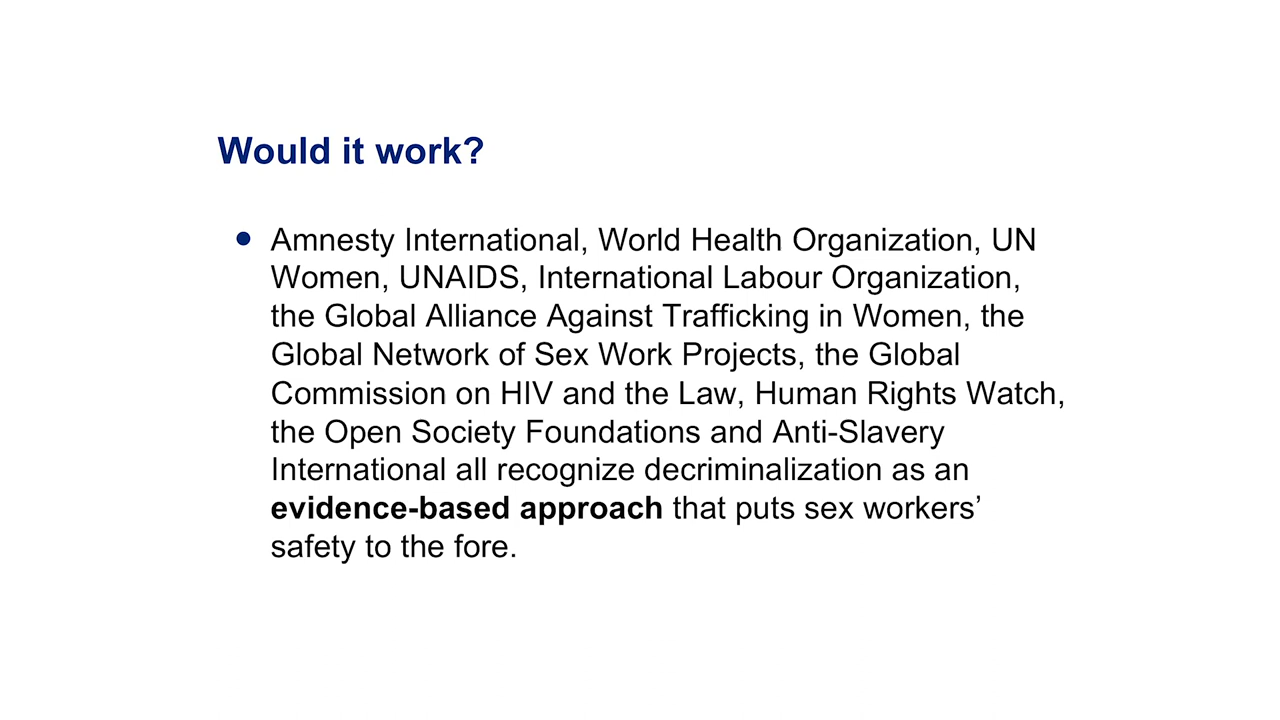 Would it work?
• Amnesty International, World Health Organization, UN
Women, UNAIDS, International Labour Organization,
the Global Alliance Against Trafficking in Women, the
Global Network of Sex Work Projects, the Global
Commission on HIV and the Law, Human Rights Watch,
the Open Society Foundations and Anti-Slavery
International all recognize decriminalization as an
evidence-based approach that puts sex workers’
safety to the fore.